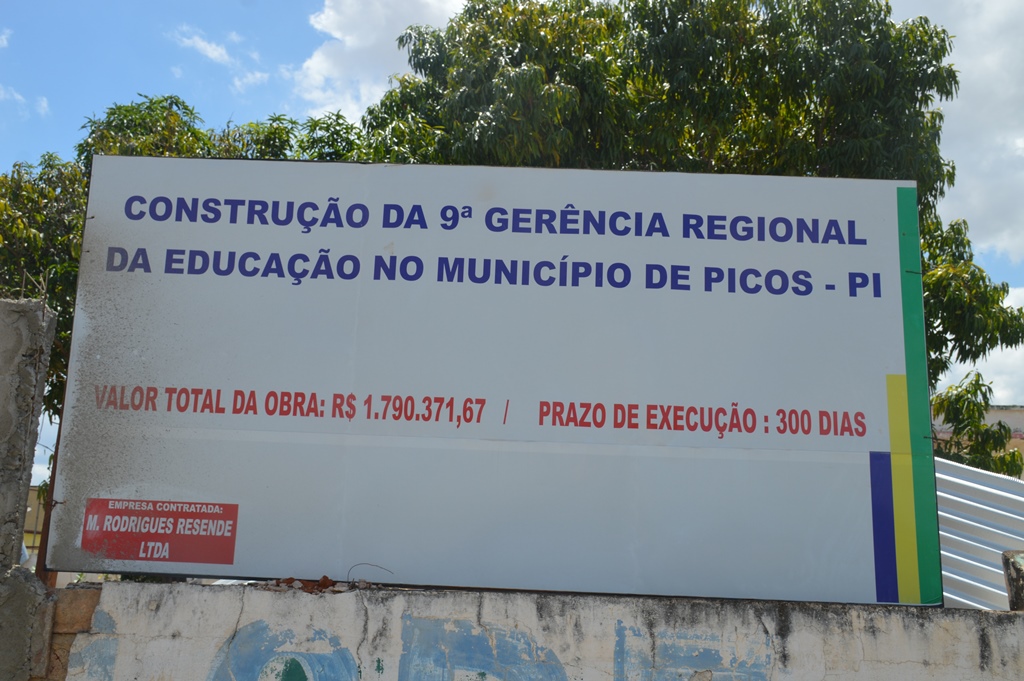 CONSTRUÇÃO DA 9ª GERÊNCIA REGIONAL
DA EDUCAÇÃO NO MUNICÍPIO DE PICOS - PI
VALOR TOTAL DA OBRA: R$ 1.790.371,67 / PRAZO DE EXECUÇÃO : 300 DIAS
EMPRESA CONTRATADA:
M. RODRIGUES RESENDE
LTDA